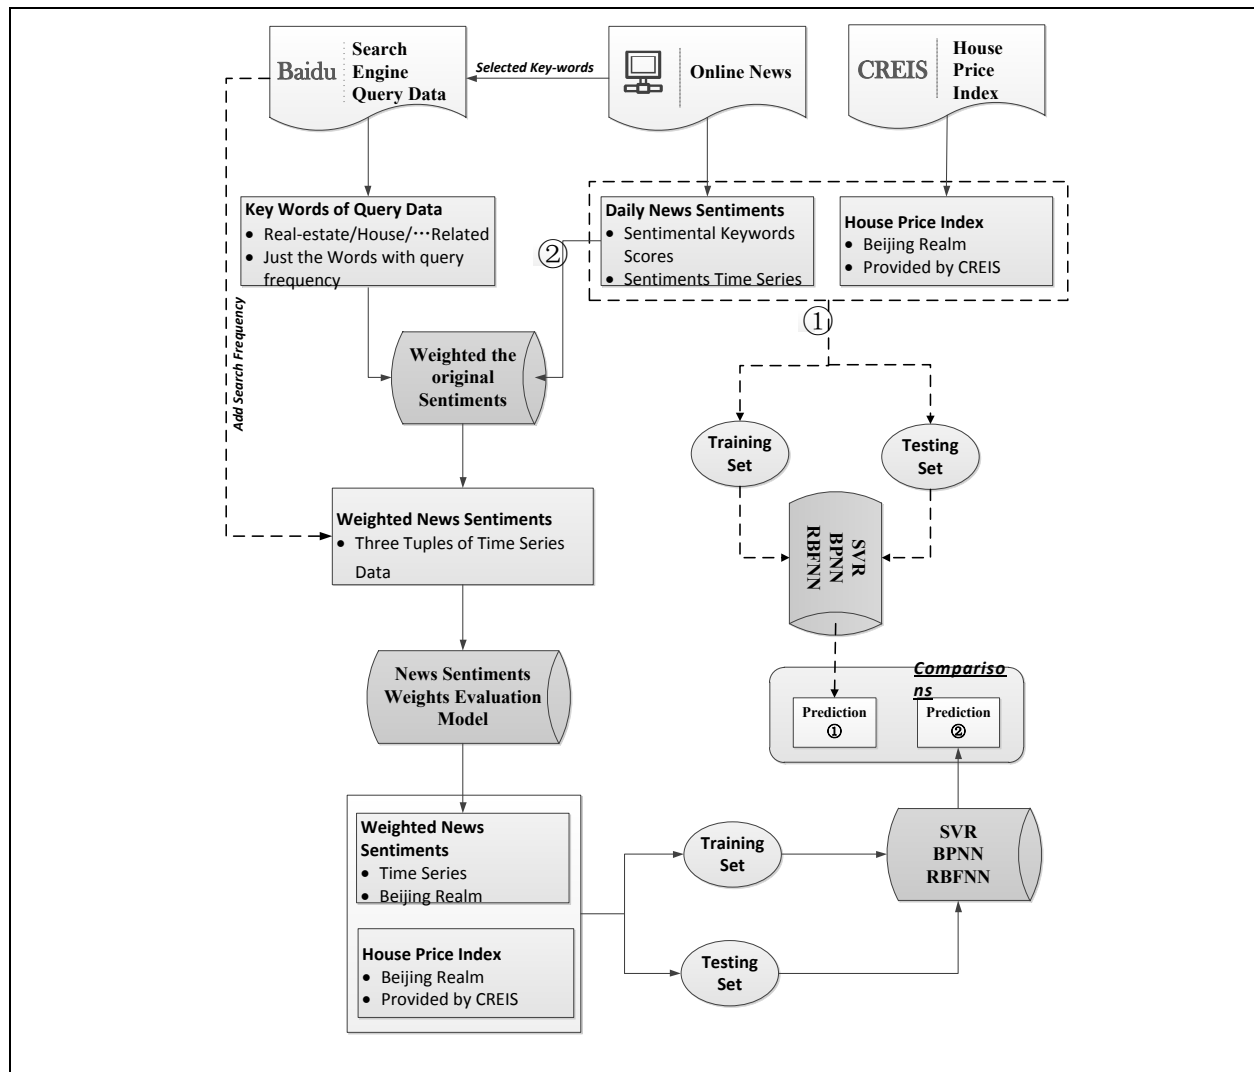 Baidu
Search
Engine
Query Data
Selected Key-words
Online News
CREIS
House
Price
Index
Key Words of Query Data
• Real-estate/House/⋯Related
• Just the Words with query
frequency
②
Daily News Sentiments
• Sentimental Keywords
Scores
• Sentiments Time Series
House Price Index
• Beijing Realm
• Provided by CREIS
①
Add Search Frequency
Weighted the
original
Sentiments
Training
Set
Testing
Set
SVR
BPNN
RBFNN
Weighted News Sentiments
• Three Tuples of Time Series
Data
News Sentiments
Weights Evaluation
Model
Compariso
ns
Prediction
①
Prediction
②
Weighted News
Sentiments
• Time Series
• Beijing Realm
House Price Index
• Beijing Realm
• Provided by CREIS
Training
Set
Testing
Set
SVR
BPNN
RBFNN